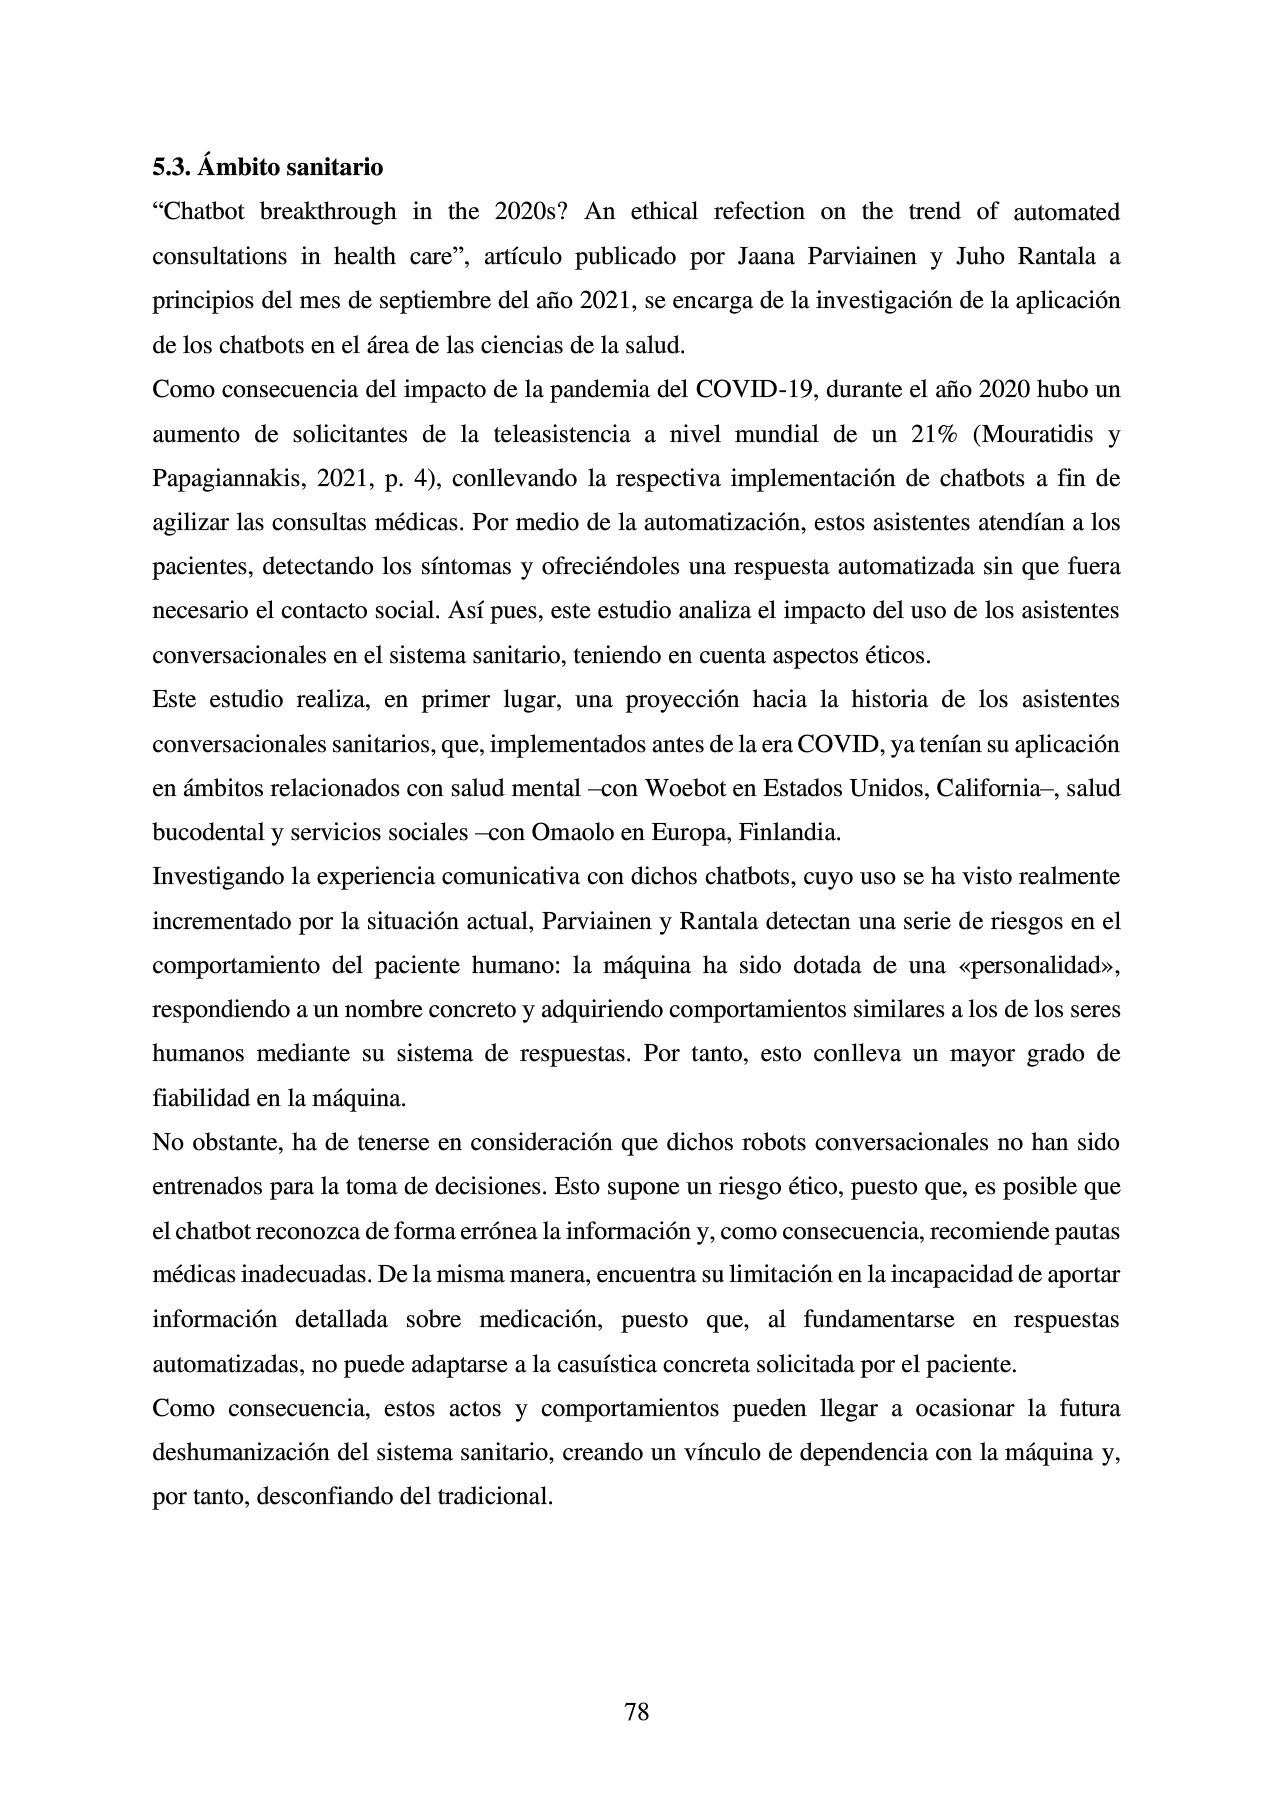 5.3. Ámbito sanitario
“Chatbot breakthrough in the 2020s? An ethical refection on the trend of automated
consultations in health care”, artículo publicado por Jaana Parviainen y Juho Rantala a
principios del mes de septiembre del año 2021, se encarga de la investigación de la aplicación
de los chatbots en el área de las ciencias de la salud.
Como consecuencia del impacto de la pandemia del COVID-19, durante el año 2020 hubo un
aumento de solicitantes de la teleasistencia a nivel mundial de un 21% (Mouratidis y
Papagiannakis, 2021, p. 4), conllevando la respectiva implementación de chatbots a fin de
agilizar las consultas médicas. Por medio de la automatización, estos asistentes atendían a los
pacientes, detectando los síntomas y ofreciéndoles una respuesta automatizada sin que fuera
necesario el contacto social. Así pues, este estudio analiza el impacto del uso de los asistentes
conversacionales en el sistema sanitario, teniendo en cuenta aspectos éticos.
Este estudio realiza, en primer lugar, una proyección hacia la historia de los asistentes
conversacionales sanitarios, que, implementados antes de la era COVID, ya tenían su aplicación
en ámbitos relacionados con salud mental –con Woebot en Estados Unidos, California–, salud
bucodental y servicios sociales –con Omaolo en Europa, Finlandia.
Investigando la experiencia comunicativa con dichos chatbots, cuyo uso se ha visto realmente
incrementado por la situación actual, Parviainen y Rantala detectan una serie de riesgos en el
comportamiento del paciente humano: la máquina ha sido dotada de una «personalidad»,
respondiendo a un nombre concreto y adquiriendo comportamientos similares a los de los seres
humanos mediante su sistema de respuestas. Por tanto, esto conlleva un mayor grado de
fiabilidad en la máquina.
No obstante, ha de tenerse en consideración que dichos robots conversacionales no han sido
entrenados para la toma de decisiones. Esto supone un riesgo ético, puesto que, es posible que
el chatbot reconozca de forma errónea la información y, como consecuencia, recomiende pautas
médicas inadecuadas. De la misma manera, encuentra su limitación en la incapacidad de aportar
información detallada sobre medicación, puesto que, al fundamentarse en respuestas
automatizadas, no puede adaptarse a la casuística concreta solicitada por el paciente.
Como consecuencia, estos actos y comportamientos pueden llegar a ocasionar la futura
deshumanización del sistema sanitario, creando un vínculo de dependencia con la máquina y,
por tanto, desconfiando del tradicional.
78